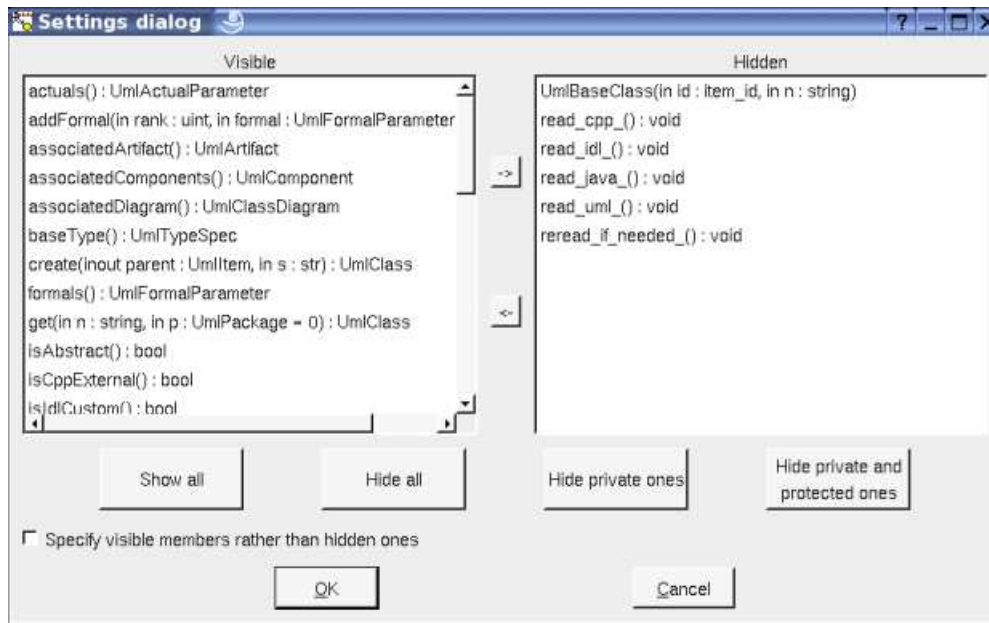 Settings dialog
?
Visible
Hidden
actuals() : UmlActualParameter
addFormal(in rank : uint, in formal : UmlFormalParameter
associatedArtifact() : UmlArtifact
associatedComponents() : UmlComponent
associatedDiagram() : UmlClassDiagram
baseType() : UmlTypeSpec
create(inout parent : UmlItem, in s : str) : UmlClass
formals() : UmlFormalParameter
get(in n : string, in p : UmlPackage = 0) : UmlClass
isAbstract() : bool
isCppExternal() : bool
isIdlCustom() : bool
->
<-
UmlBaseClass(in id : item_id, in n : string)
read_cpp_() : void
read_idl_() : void
read_java_() : void
read_uml_() : void
reread_if_needed_() : void
Show all
Hide all
Hide private ones
Hide private and
protected ones
Specify visible members rather than hidden ones
OK
Cancel